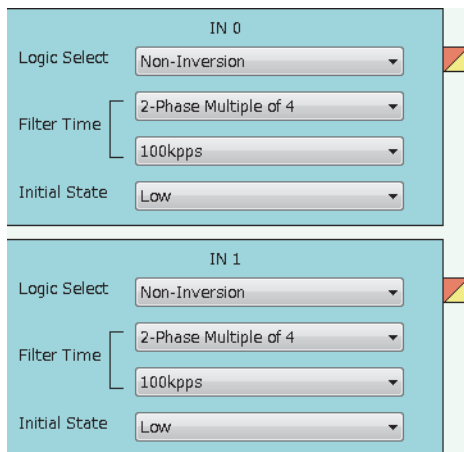 IN 0
Logic Select Non-Inversion
Filter Time 2-Phase Multiple of 4
100kpps
Initial State Low
IN 1
Logic Select Non-Inversion
Filter Time 2-Phase Multiple of 4
100kpps
Initial State Low